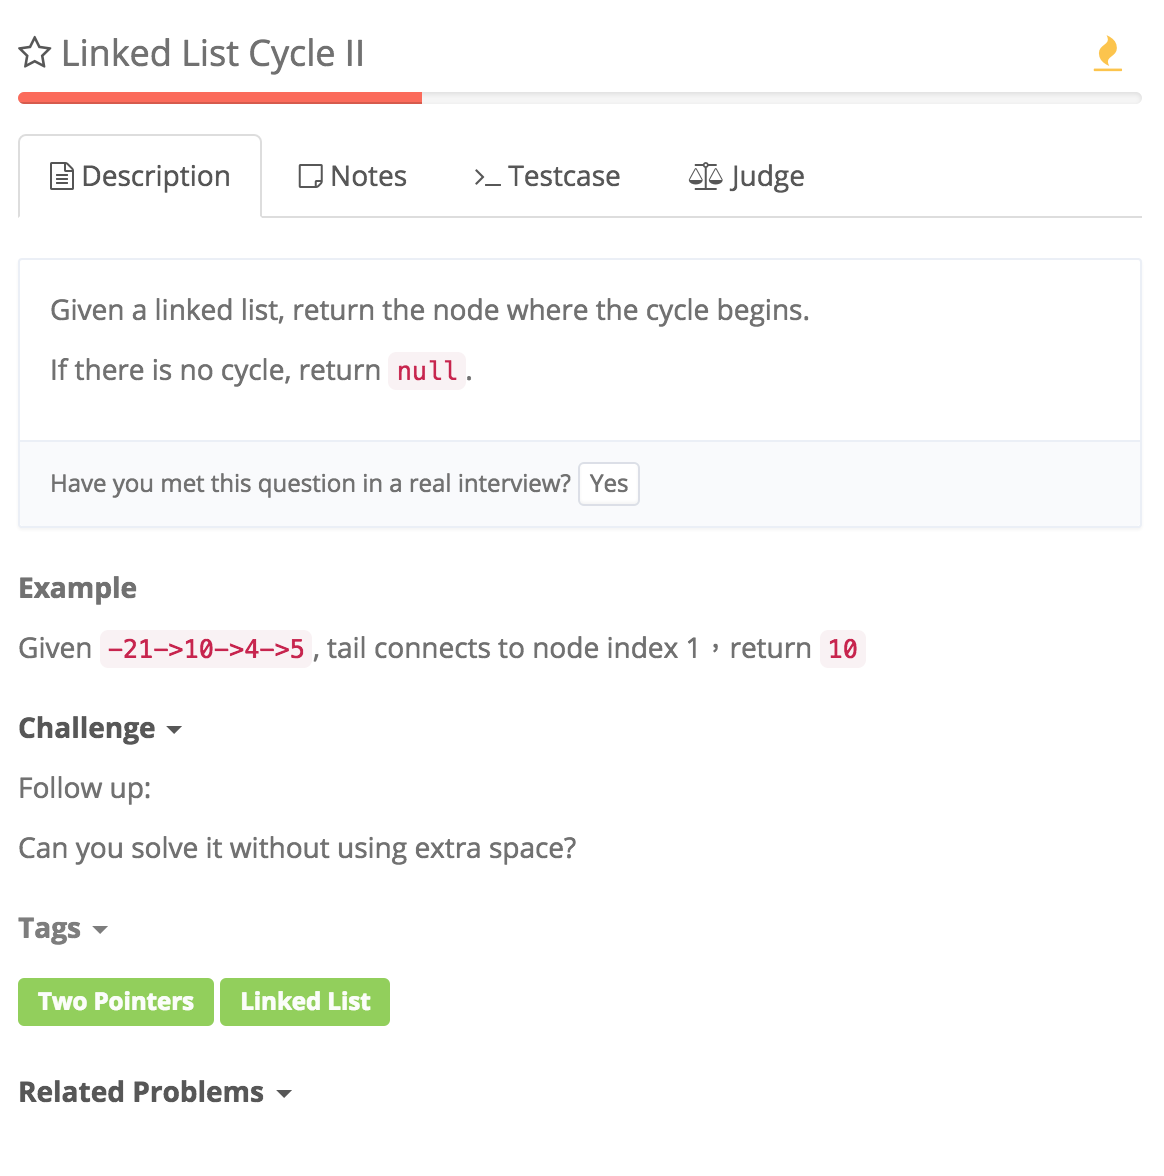 Linked List Cycle II
Description Notes >_ Testcase Judge
Given a linked list, return the node where the cycle begins.
If there is no cycle, return null.
Have you met this question in a real interview? Yes
Example
Given -21->10->4->5, tail connects to node index 1，return 10
Challenge
Follow up:
Can you solve it without using extra space?
Tags
Two Pointers Linked List
Related Problems